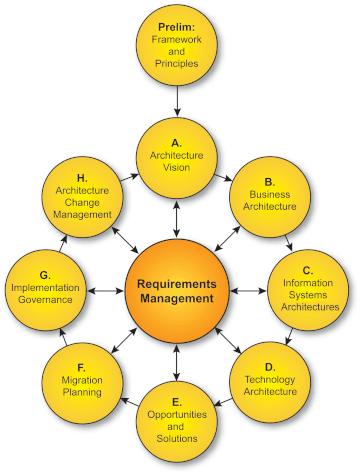 Prelim:
Framework
and
Principles
A.
Architecture
Vision
H.
Architecture
Change
Management
B.
Business
Architecture
G.
Implementation
Governance
Requirements
Management
C.
Information
Systems
Architectures
F.
Migration
Planning
D.
Technology
Architecture
E.
Opportunities
and
Solutions